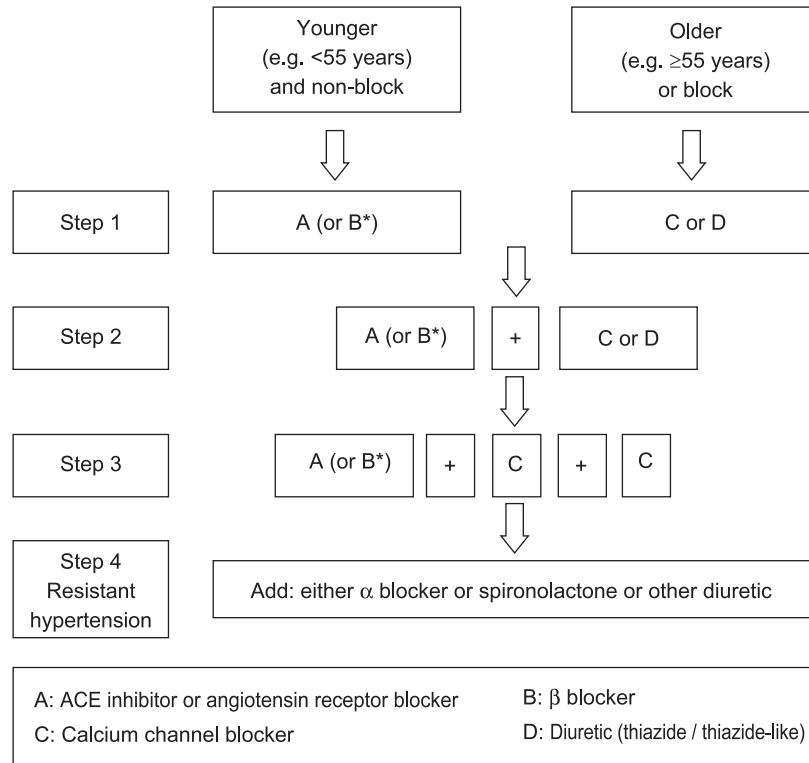 Younger
(e.g. <55 years)
and non-block
Older
(e.g. ≥55 years)
or block
Step 1
A (or B*)
C or D
Step 2
A (or B*)
+
C or D
Step 3
A (or B*)
+
C
+
C
Step 4
Resistant
hypertension
Add: either α blocker or spironolactone or other diuretic
A: ACE inhibitor or angiotensin receptor blocker
B: β blocker
C: Calcium channel blocker
D: Diuretic (thiazide / thiazide-like)